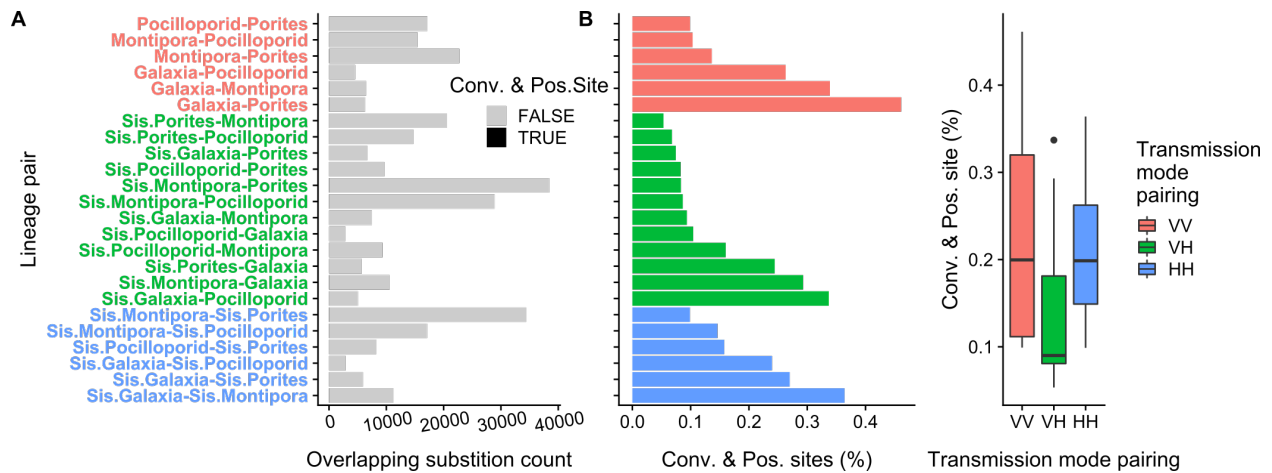 A
B
Lineage pair
Pocilloporid-Porites
Montipora-Pocilloporid
Montipora-Porites
Galaxia-Pocilloporid
Galaxia-Montipora
Galaxia-Porites
Sis.Porites-Montipora
Sis.Porites-Pocilloporid
Sis.Galaxia-Porites
Sis.Pocilloporid-Porites
Sis.Montipora-Porites
Sis.Montipora-Pocilloporid
Sis.Galaxia-Montipora
Sis.Pocilloporid-Galaxia
Sis.Pocilloporid-Montipora
Sis.Porites-Galaxia
Sis.Montipora-Galaxia
Sis.Galaxia-Pocilloporid
Sis.Montipora-Sis.Porites
Sis.Montipora-Sis.Pocilloporid
Sis.Pocilloporid-Sis.Porites
Sis.Galaxia-Sis.Pocilloporid
Sis.Galaxia-Sis.Porites
Sis.Galaxia-Sis.Montipora
Conv. & Pos.Site
FALSE
TRUE
0 10000 20000 30000 40000
Overlapping substition count
0.0 0.1 0.2 0.3 0.4
Conv. & Pos. sites (%)
Conv. & Pos. site (%)
0.4
0.3
0.2
0.1
VV VH HH
Transmission mode pairing
Transmission
mode
pairing
VV
VH
HH